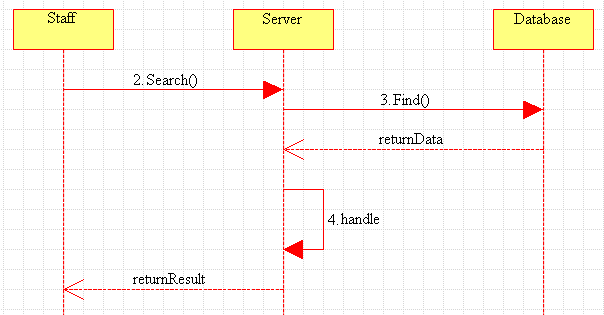 Staff
Server
Database
2.Search()
3.Find()
returnData
4.handle
returnResult